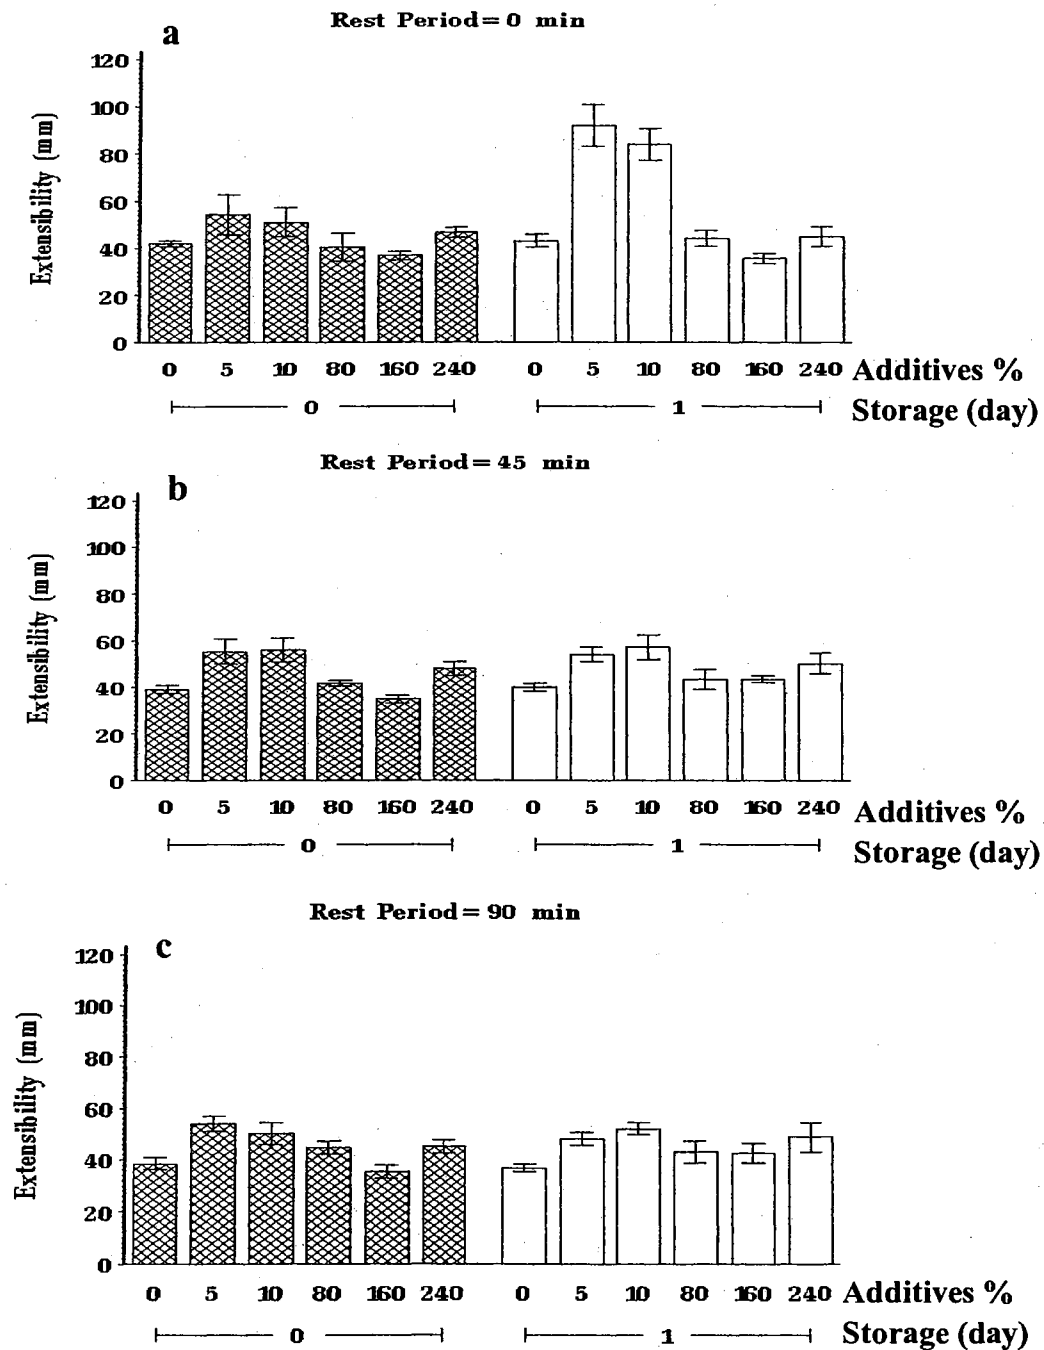 Rest Period=0 min
a
120
100
80
60
40
20
0
Extensibility (mm)
0 5 10 80 160 240 0 5 10 80 160 240 Additives %
0 1 Storage (day)
Rest Period=45 min
b
120
100
80
60
40
20
0
Extensibility (mm)
0 5 10 80 160 240 0 5 10 80 160 240 Additives %
0 1 Storage (day)
Rest Period=90 min
c
120
100
80
60
40
20
0
Extensibility (mm)
0 5 10 80 160 240 0 5 10 80 160 240 Additives %
0 1 Storage (day)